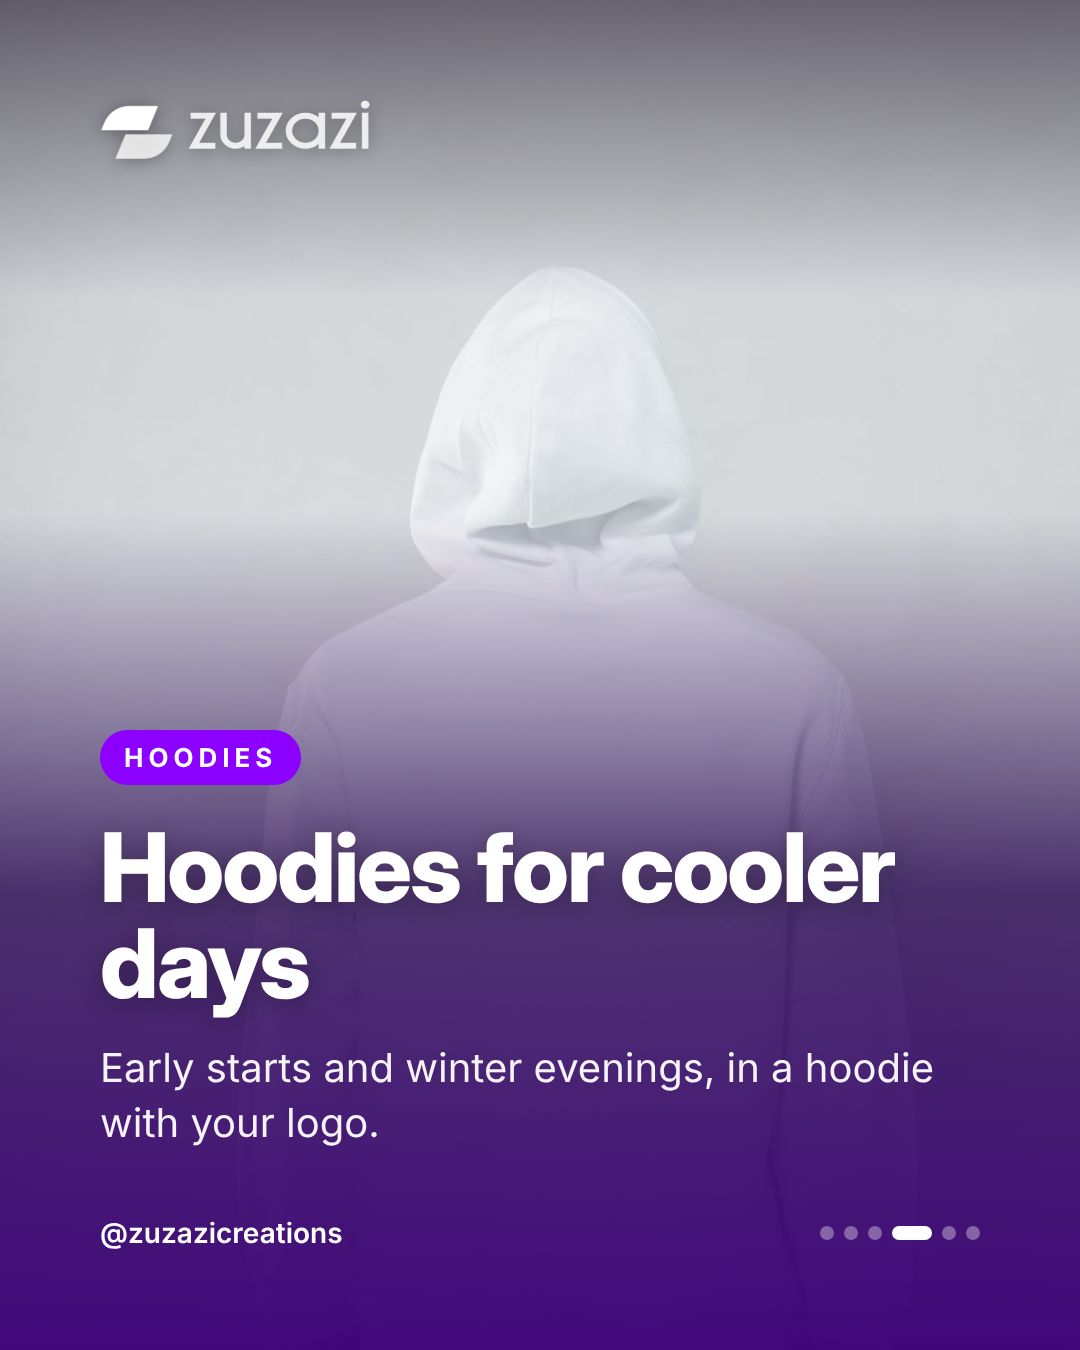 zuzazi
HOODIES
Hoodies for cooler
days
Early starts and winter evenings, in a hoodie
with your logo.
@zuzazicreations